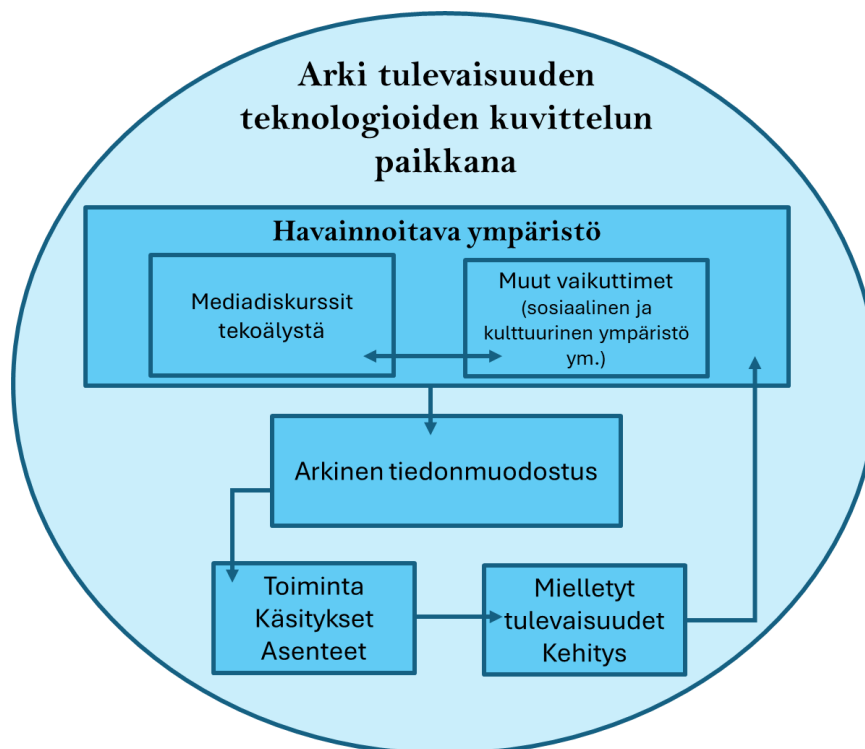 Arki tulevaisuuden
teknologioiden kuvittelun
paikkana
Havainnoitava ympäristö
Mediadiskurssit
tekoälystä
Muut vaikuttimet
(sosiaalinen ja
kulttuurinen ympäristö
ym.)
Arkinen tiedonmuodostus
Toiminta
Käsitykset
Asenteet
Mielletyt
tulevaisuudet
Kehitys